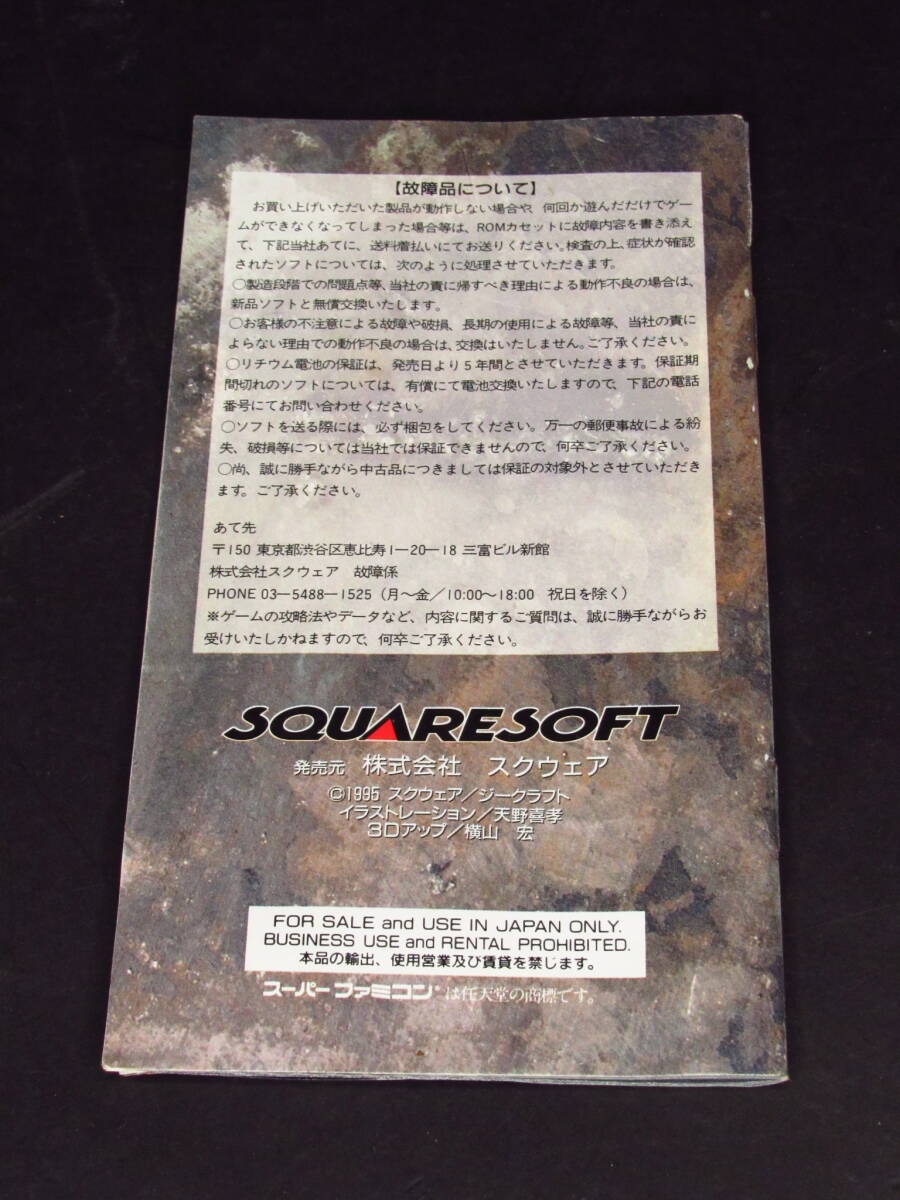 【故障品について】
お買い上げいただいた製品が動作しない場合や、何回か遊んだだけでゲー
ムができなくなってしまった場合等は、ROMカセットに故障内容を書き添え
て、下記当社あてに、送料着払いにてお送りください。検査の上、症状が確認
されたソフトについては、次のように処理させていただきます。
○製造段階での問題点等、当社の責に帰すべき理由による動作不良の場合は、
新品ソフトと無償交換いたします。
○お客様の不注意による故障や破損、長期の使用による故障等、当社の責に
よらない理由での動作不良の場合は、交換はいたしません。ご了承ください。
○リチウム電池の保証は、発売日より5年間とさせていただきます。保証期
間切れのソフトについては、有償にて電池交換いたしますので、下記の電話
番号にてお問い合わせください。
○ソフトを送る際には、必ず梱包をしてください。万一の郵便事故による紛
失、破損等については当社では保証できませんので、何卒ご了承ください。
○尚、誠に勝手ながら中古品につきましては保証の対象外とさせていただき
ます。ご了承ください。
あて先
〒150 東京都渋谷区恵比寿1-20-18 三富ビル新館
株式会社スクウェア 故障係
PHONE 03-5488-1525（月〜金／10:00〜18:00 祝日を除く）
※ゲームの攻略法やデータなど、内容に関するご質問は、誠に勝手ながらお
受けいたしかねますので、何卒ご了承ください。
SQUARESOFT
発売元 株式会社 スクウェア
©1995 スクウェア／ジークラフト
イラストレーション／天野喜孝
3Dアップ／横山 宏
FOR SALE and USE IN JAPAN ONLY.
BUSINESS USE and RENTAL PROHIBITED.
本品の輸出、使用営業及び賃貸を禁じます。
スーパーファミコン®は任天堂の商標です。